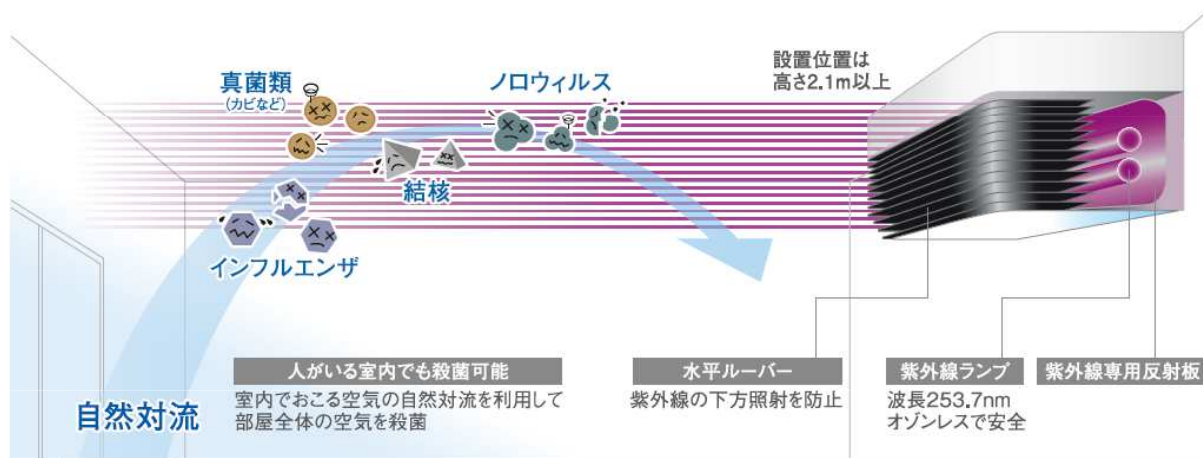 真菌類
(カビなど)
ノロウィルス
設置位置は
高さ2.1m以上
結核
インフルエンザ
自然対流
人がいる室内でも殺菌可能
室内でおこる空気の自然対流を利用して
部屋全体の空気を殺菌
水平ルーバー
紫外線の下方照射を防止
紫外線ランプ
波長253.7nm
オゾンレスで安全
紫外線専用反射板